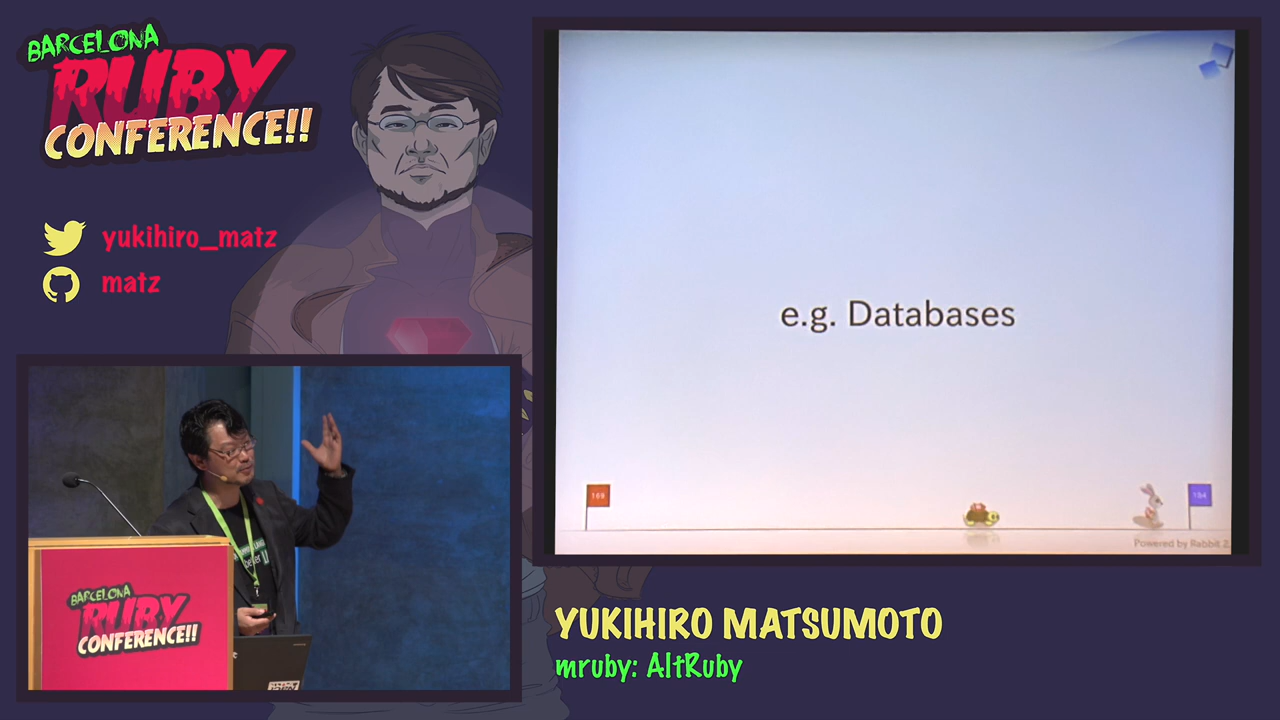 BARCELONA
RUBY
CONFERENCE!!
yukihiro_matz
matz
e.g. Databases
169
184
Powered by Rabbit 2
BARCELONA
RUBY
CONFERENCE!!
YUKIHIRO MATSUMOTO
mruby: AltRuby